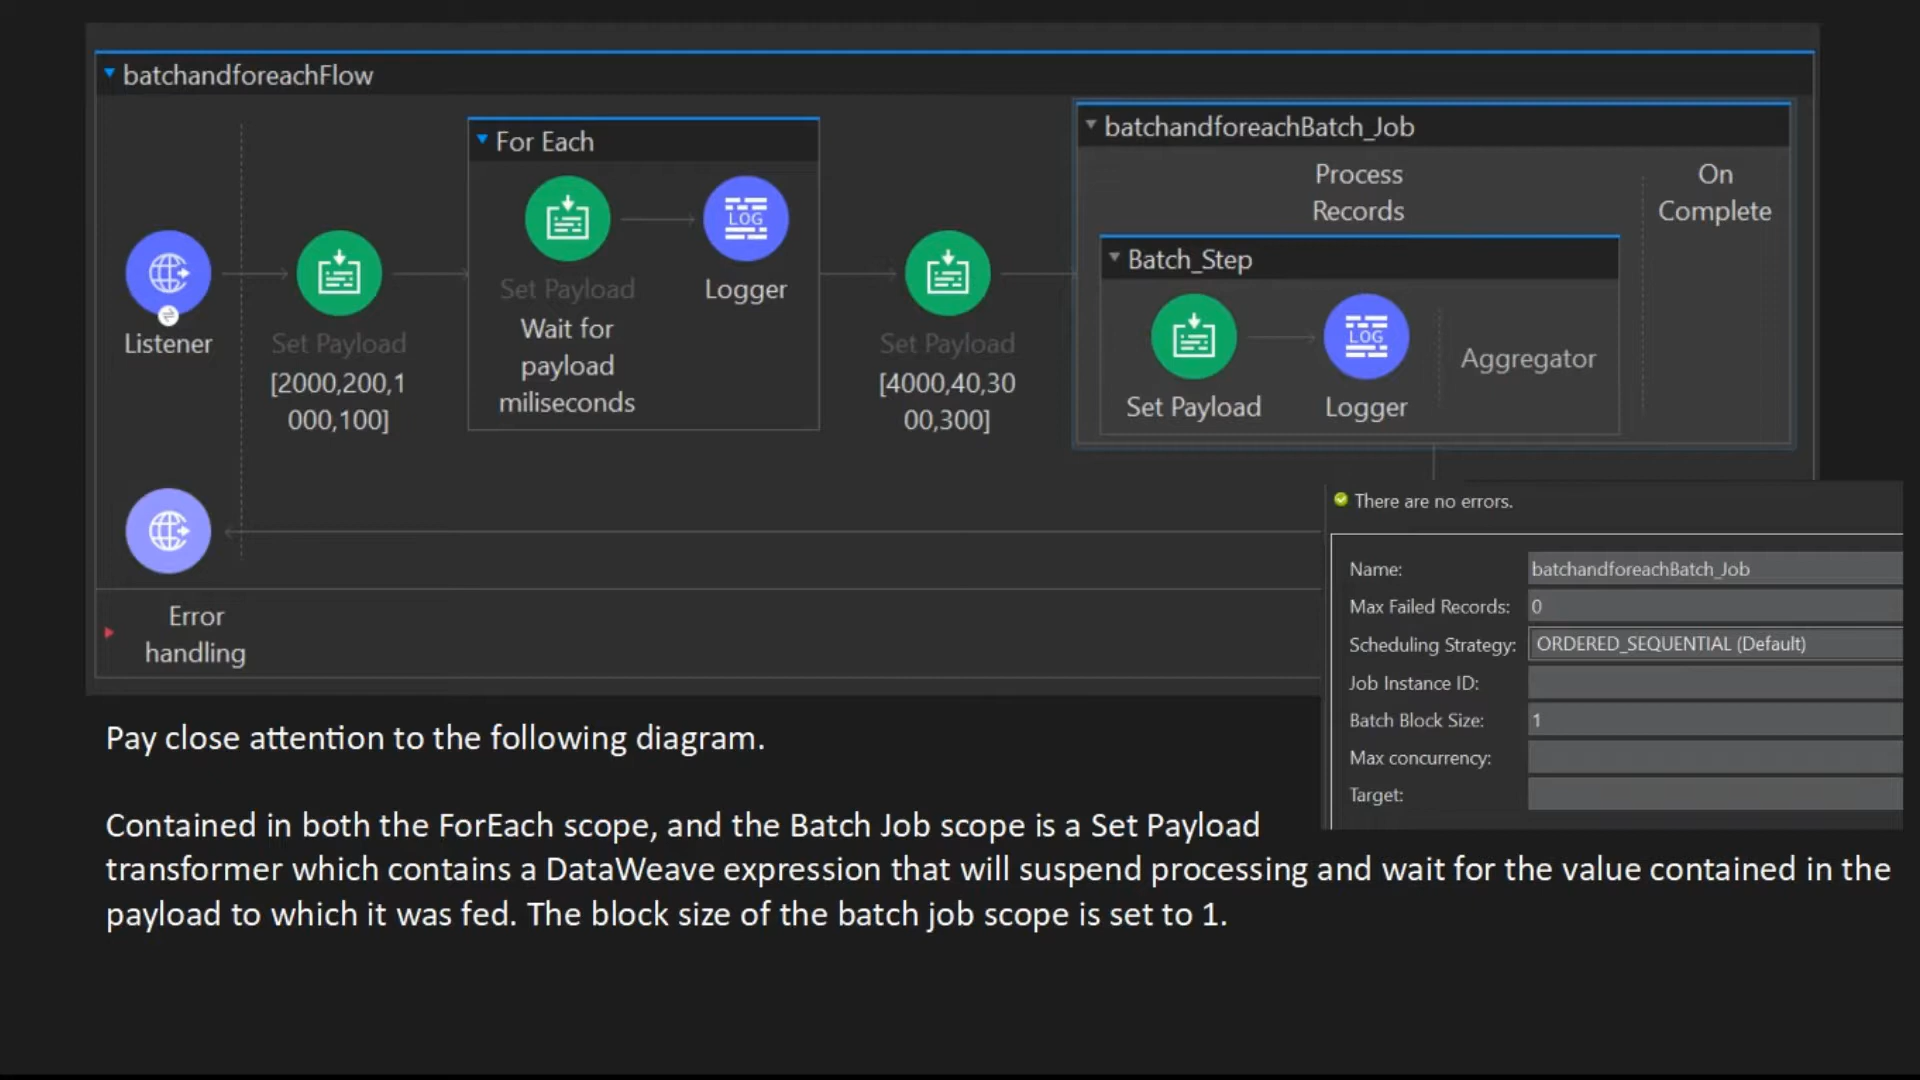 batchandforeachFlow
For Each
batchandforeachBatch_Job
Process
Records
On
Complete
Batch_Step
LOG
Set Payload
Wait for
payload
miliseconds
Logger
Listener
Set Payload
[2000,200,1
000,100]
Set Payload
[4000,40,30
00,300]
LOG
Set Payload
Logger
Aggregator
Error
handling
There are no errors.
Name: batchandforeachBatch_Job
Max Failed Records: 0
Scheduling Strategy: ORDERED_SEQUENTIAL (Default)
Job Instance ID:
Batch Block Size: 1
Max concurrency:
Target:
Pay close attention to the following diagram.
Contained in both the ForEach scope, and the Batch Job scope is a Set Payload
transformer which contains a DataWeave expression that will suspend processing and wait for the value contained in the
payload to which it was fed. The block size of the batch job scope is set to 1.